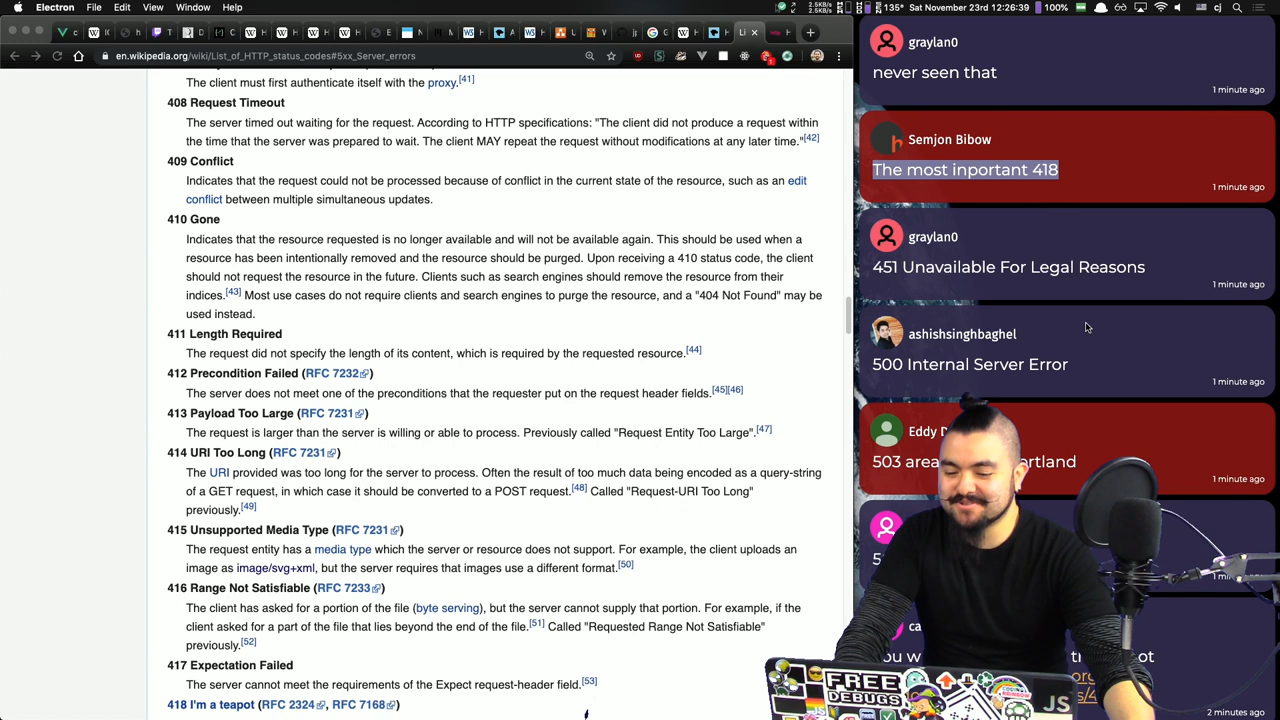 Electron File Edit View Window Help
2.5KB/s
2.5KB/s
135° Sat November 23rd 12:26:39 100% cj
en.wikipedia.org/wiki/List_of_HTTP_status_codes#5xx_Server_errors
The client must first authenticate itself with the proxy.[41]
408 Request Timeout
The server timed out waiting for the request. According to HTTP specifications: "The client did not produce a request within
the time that the server was prepared to wait. The client MAY repeat the request without modifications at any later time."[42]
409 Conflict
Indicates that the request could not be processed because of conflict in the current state of the resource, such as an edit
conflict between multiple simultaneous updates.
410 Gone
Indicates that the resource requested is no longer available and will not be available again. This should be used when a
resource has been intentionally removed and the resource should be purged. Upon receiving a 410 status code, the client
should not request the resource in the future. Clients such as search engines should remove the resource from their
indices.[43] Most use cases do not require clients and search engines to purge the resource, and a "404 Not Found" may be
used instead.
411 Length Required
The request did not specify the length of its content, which is required by the requested resource.[44]
412 Precondition Failed (RFC 7232)
The server does not meet one of the preconditions that the requester put on the request header fields.[45][46]
413 Payload Too Large (RFC 7231)
The request is larger than the server is willing or able to process. Previously called "Request Entity Too Large".[47]
414 URI Too Long (RFC 7231)
The URI provided was too long for the server to process. Often the result of too much data being encoded as a query-string
of a GET request, in which case it should be converted to a POST request.[48] Called "Request-URI Too Long"
previously.[49]
415 Unsupported Media Type (RFC 7231)
The request entity has a media type which the server or resource does not support. For example, the client uploads an
image as image/svg+xml, but the server requires that images use a different format.[50]
416 Range Not Satisfiable (RFC 7233)
The client has asked for a portion of the file (byte serving), but the server cannot supply that portion. For example, if the
client asked for a part of the file that lies beyond the end of the file.[51] Called "Requested Range Not Satisfiable"
previously.[52]
417 Expectation Failed
The server cannot meet the requirements of the Expect request-header field.[53]
418 I'm a teapot (RFC 2324, RFC 7168)
graylan0
never seen that
1 minute ago
Semjon Bibow
The most inportant 418
1 minute ago
graylan0
451 Unavailable For Legal Reasons
1 minute ago
ashishsinghbaghel
500 Internal Server Error
1 minute ago
Eddy
503
1 minute ago
2 minutes ago
FREE
DEBUGS
JS